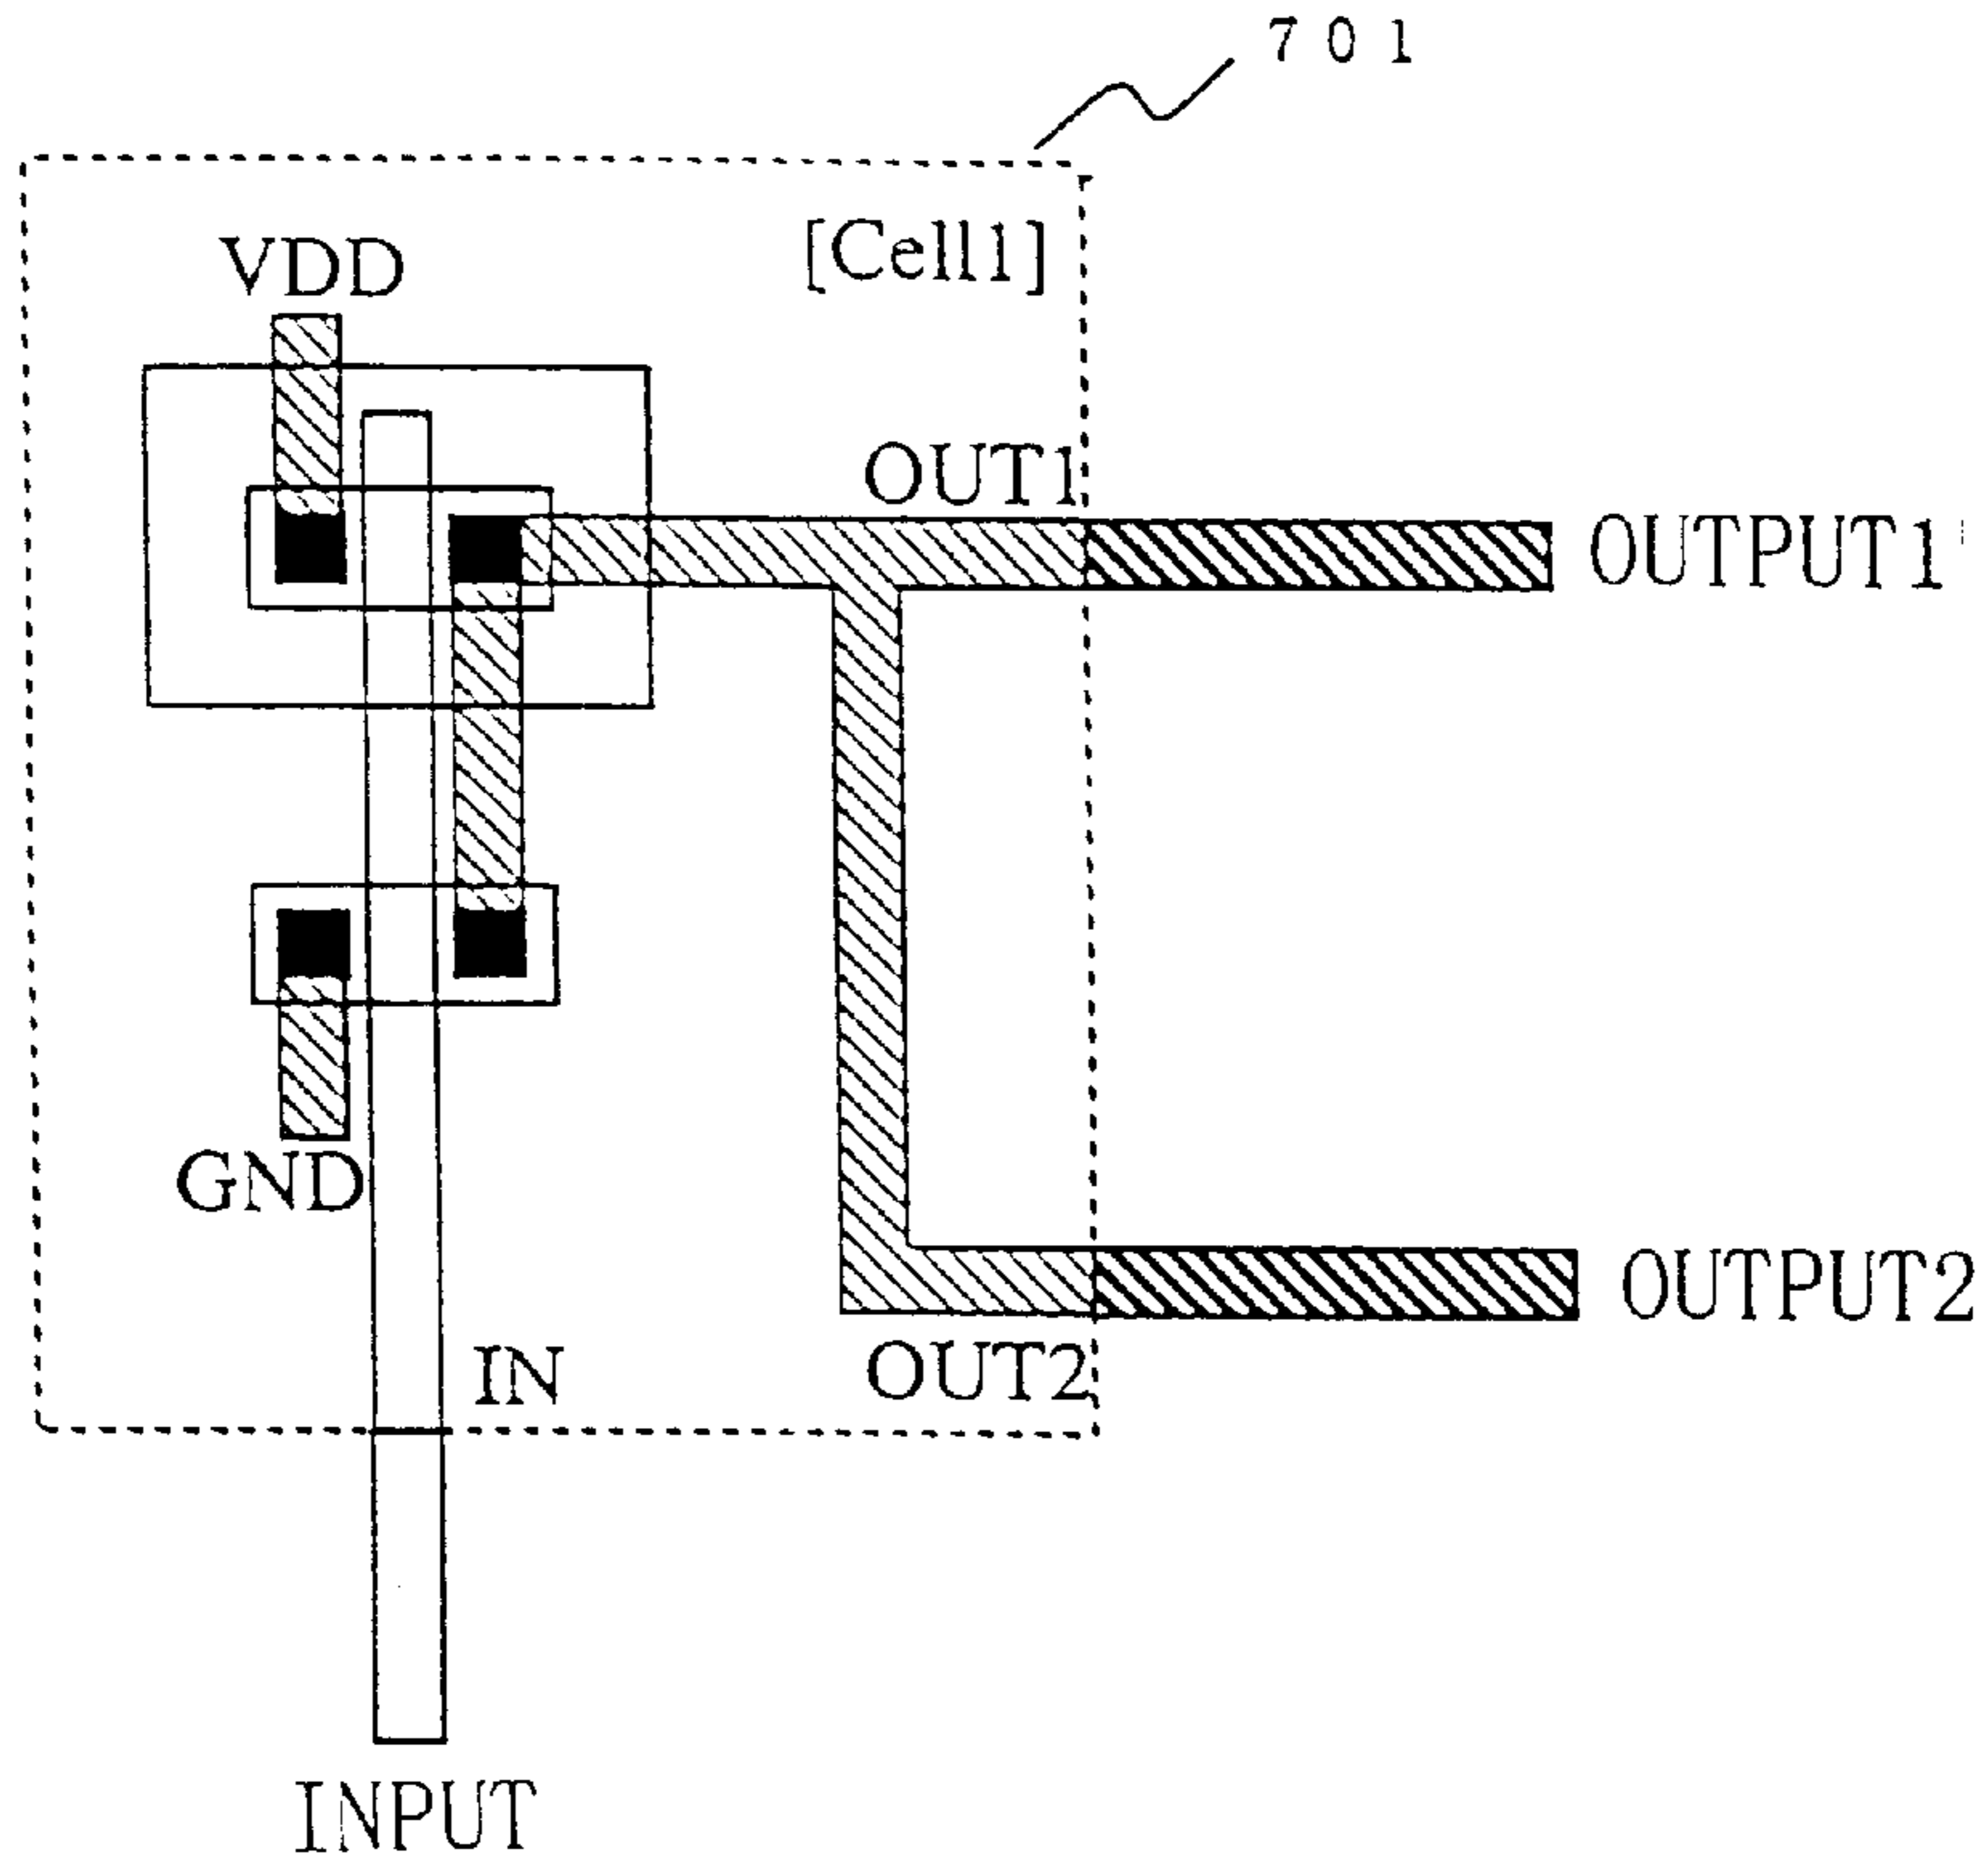 701
[Cell1]
VDD
OUT1
OUTPUT1
GND
OUTPUT2
IN
OUT2
INPUT